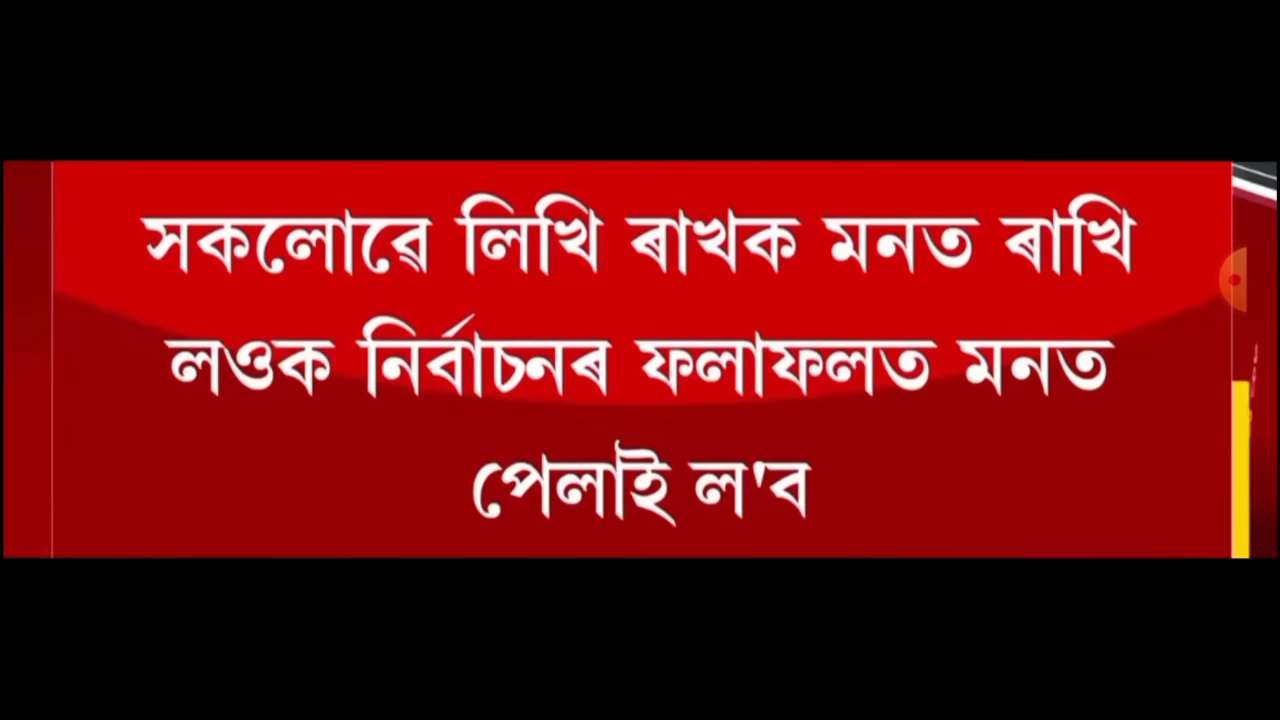 সকলোৱে লিখি ৰাখক মনত ৰাখি
লওক নিৰ্বাচনৰ ফলাফলত মনত
পেলাই ল'ব